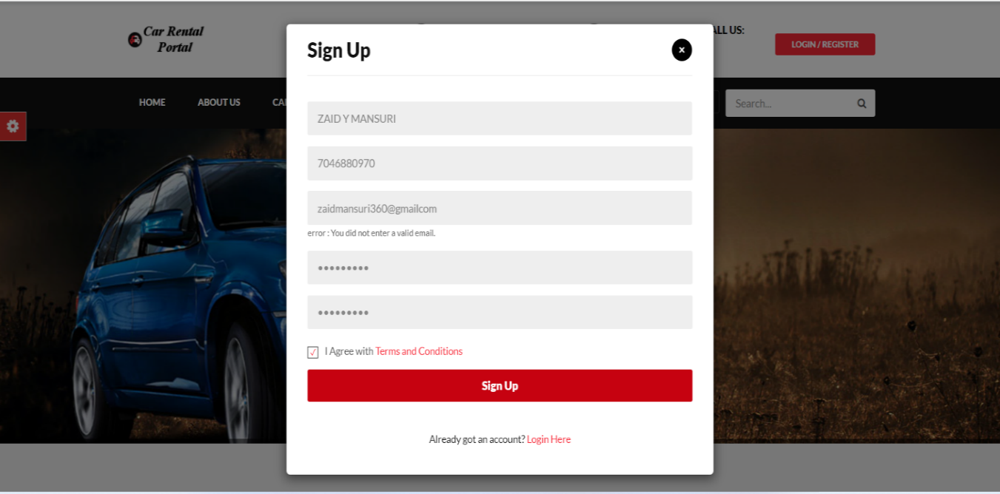 Car Rental
Portal
ALL US:
LOGIN / REGISTER
HOME
ABOUT US
CA
Search...
Sign Up
×
ZAID Y MANSURI
7046880970
zaidmansuri360@gmailcom
error : You did not enter a valid email.
•••••••••
•••••••••
I Agree with Terms and Conditions
Sign Up
Already got an account? Login Here